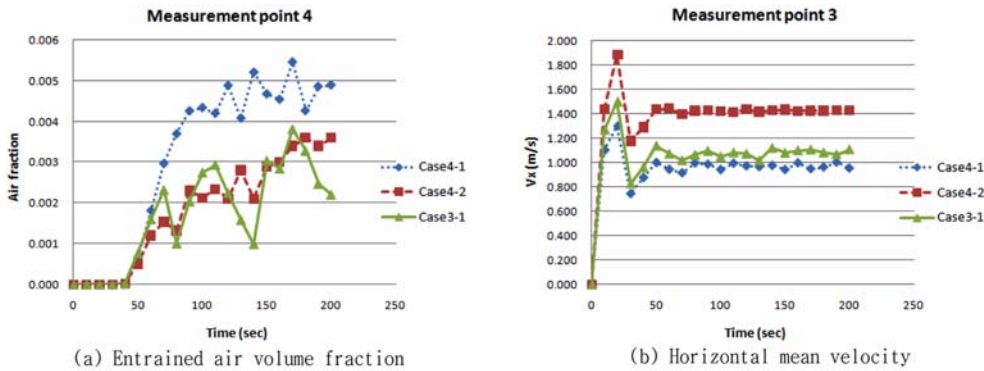 Measurement point 4
0.006
0.005
0.004
0.003
0.002
0.001
0.000
Air fraction
0 50 100 150 200 250
Time (sec)
Case4-1
Case4-2
Case3-1
(a) Entrained air volume fraction
Measurement point 3
2.000
1.800
1.600
1.400
1.200
1.000
0.800
0.600
0.400
0.200
0.000
Vx(m/s)
0 50 100 150 200 250
Time (sec)
Case4-1
Case4-2
Case3-1
(b) Horizontal mean velocity